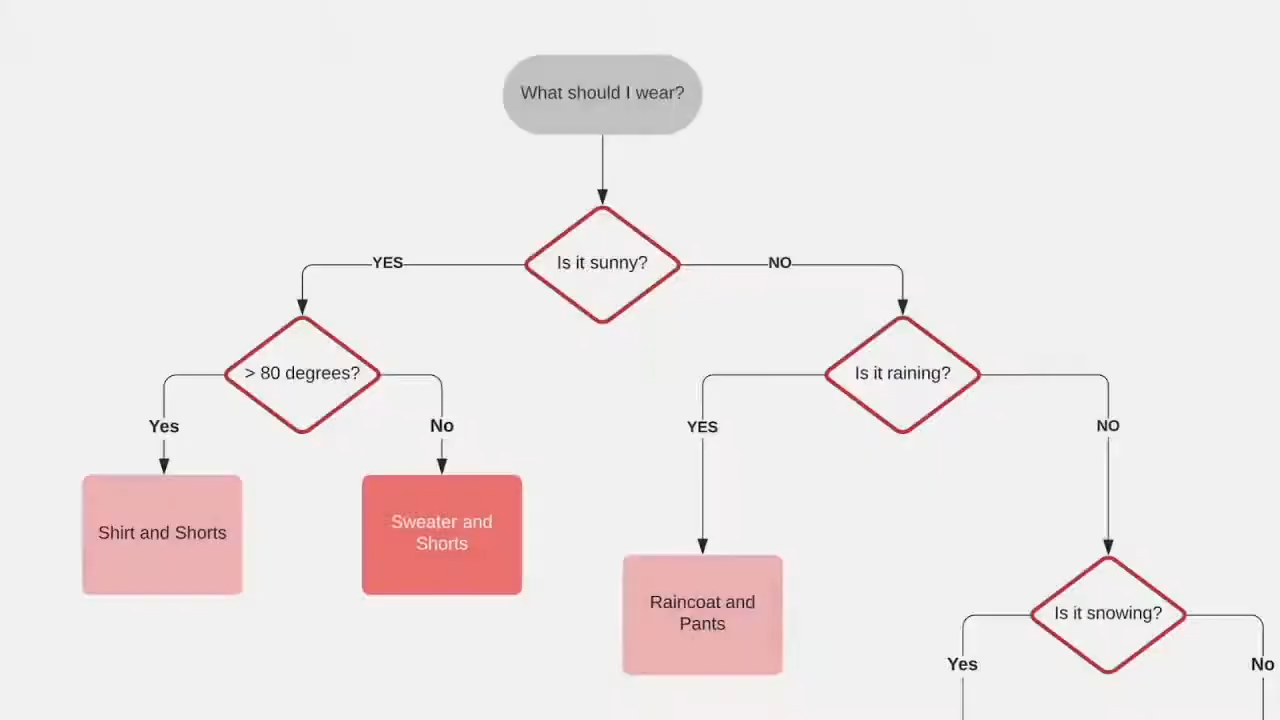 What should I wear?
Is it sunny?
YES
NO
> 80 degrees?
Is it raining?
Yes
No
YES
NO
Shirt and Shorts
Sweater and
Shorts
Raincoat and
Pants
Is it snowing?
Yes
No